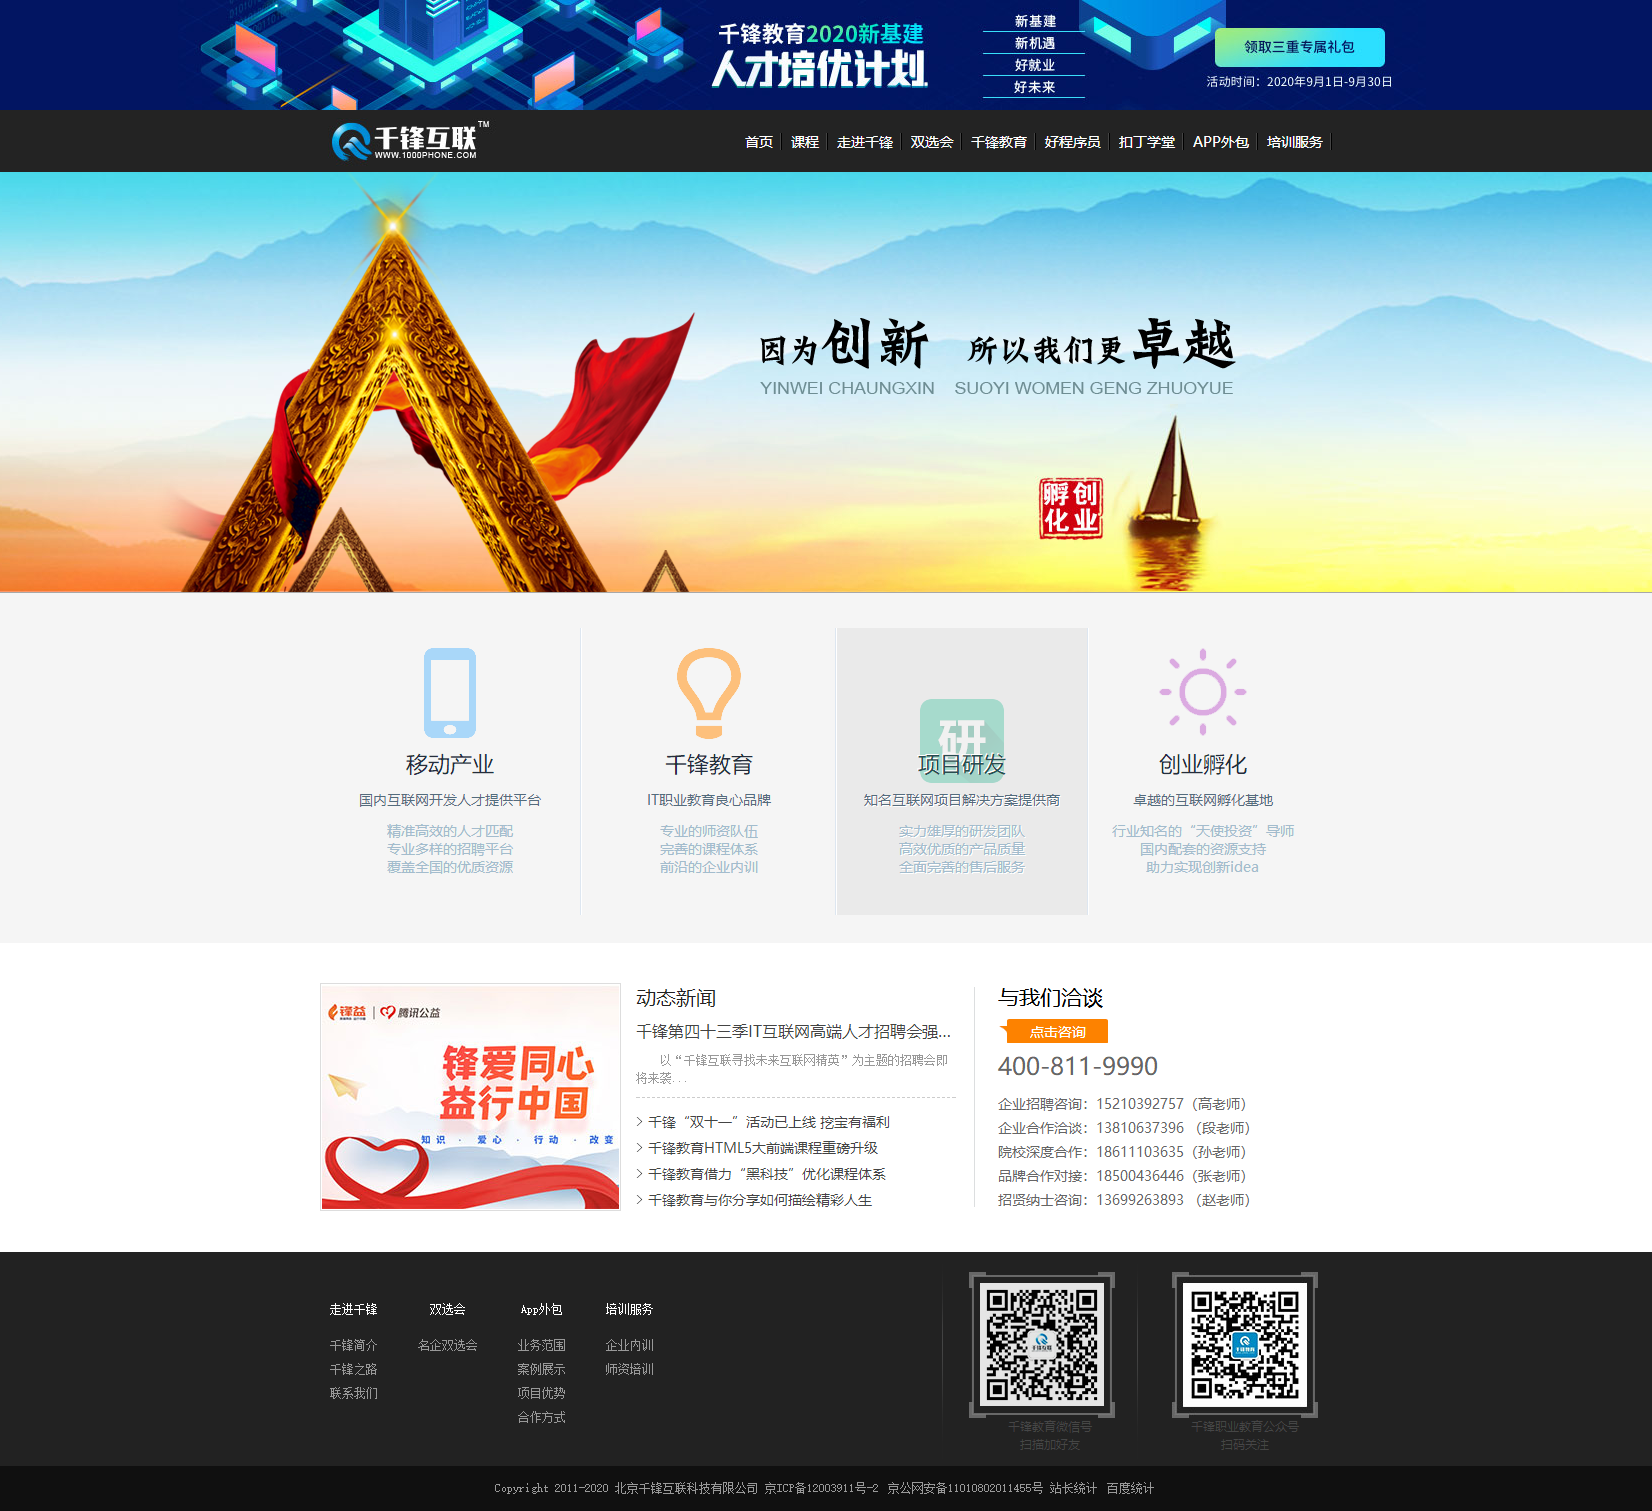 千锋教育2020新基建
人才培优计划
新基建
新机遇
好就业
好未来
领取三重专属礼包
活动时间：2020年9月1日-9月30日
千锋互联TM
WWW.1000PHONE.COM
首页 课程 走进千锋 双选会 千锋教育 好程序员 扣丁学堂 APP外包 培训服务
因为创新 所以我们更卓越
YINWEI CHAUNGXIN SUOYI WOMEN GENG ZHUOYUE
创业孵化
移动产业
国内互联网开发人才提供平台
精准高效的人才匹配
专业多样的招聘平台
覆盖全国的优质资源
千锋教育
IT职业教育良心品牌
专业的师资队伍
完善的课程体系
前沿的企业内训
研
项目研发
知名互联网项目解决方案提供商
实力雄厚的研发团队
高效优质的产品质量
全面完善的售后服务
创业孵化
卓越的互联网孵化基地
行业知名的“天使投资”导师
国内配套的资源支持
助力实现创新idea
锋益 腾讯公益
锋爱同心
益行中国
知识 · 爱心 · 行动 · 改变
动态新闻
千锋第四十三季IT互联网高端人才招聘会强...
以“千锋互联寻找未来互联网精英”为主题的招聘会即
将来袭...
千锋“双十一”活动已上线 挖宝有福利
千锋教育HTML5大前端课程重磅升级
千锋教育借力“黑科技”优化课程体系
千锋教育与你分享如何描绘精彩人生
与我们洽谈
点击咨询
400-811-9990
企业招聘咨询：15210392757（高老师）
企业合作洽谈：13810637396 （段老师）
院校深度合作：18611103635（孙老师）
品牌合作对接：18500436446（张老师）
招贤纳士咨询：13699263893 （赵老师）
走进千锋
千锋简介
千锋之路
联系我们
双选会
名企双选会
App外包
业务范围
案例展示
项目优势
合作方式
培训服务
企业内训
师资培训
千锋互联
千锋教育微信号
扫描加好友
千锋教育
千锋职业教育公众号
扫码关注
Copyright 2011-2020 北京千锋互联科技有限公司 京ICP备12003911号-2 京公网安备11010802011455号 站长统计 百度统计